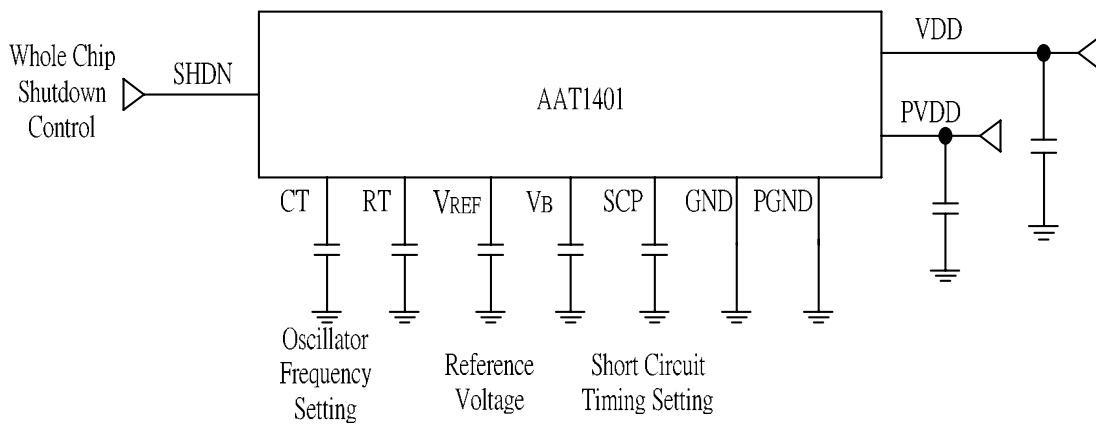 VDD
Whole Chip
Shutdown
Control
SHDN
AAT1401
PVDD
CT
RT
VREF
VB
SCP
GND
PGND
Oscillator
Frequency
Setting
Reference
Voltage
Short Circuit
Timing Setting